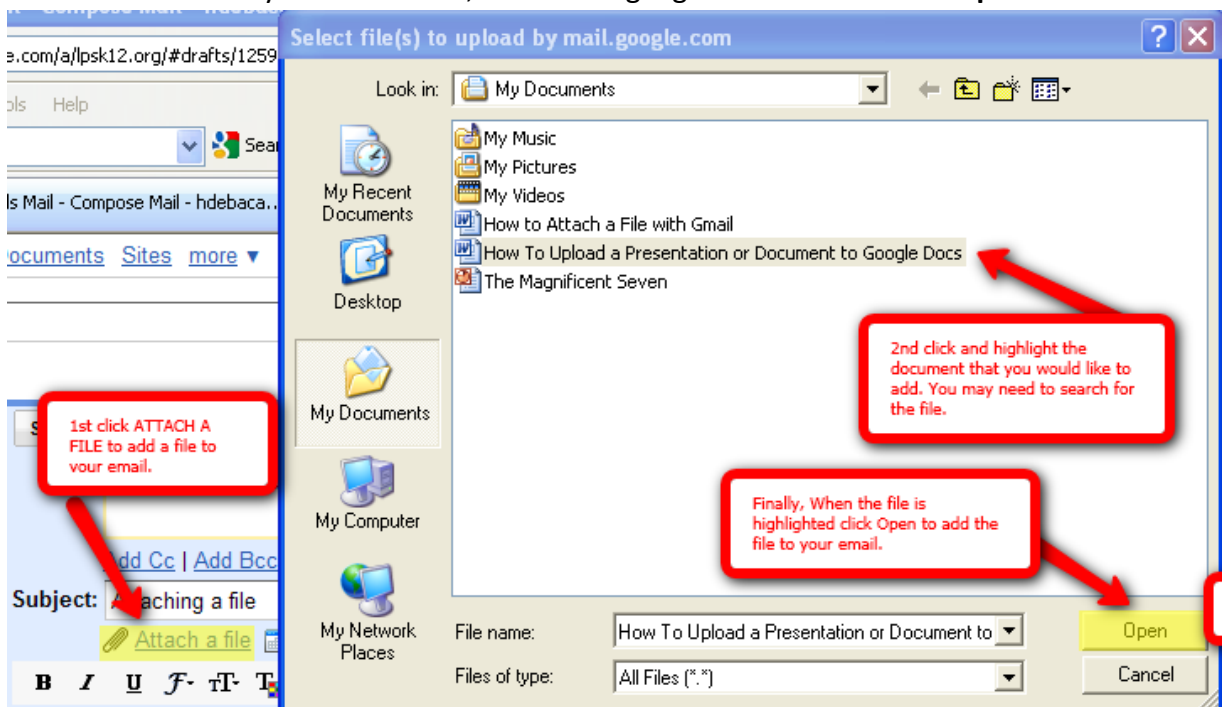 Select file(s) to upload by mail.google.com
e.com/a/lpsk12.org/#drafts/1259
Help
Look in: My Documents
My Recent Documents
Desktop
My Documents
My Computer
My Network Places
My Music
My Pictures
My Videos
How to Attach a File with Gmail
How To Upload a Presentation or Document to Google Docs
The Magnificent Seven
ls Mail - Compose Mail - hdebaca..
ocuments Sites more ▼
2nd click and highlight the
document that you would like to
add. You may need to search for
the file.
1st click ATTACH A
FILE to add a file to
your email.
Finally, When the file is
highlighted click Open to add the
file to your email.
Add Cc | Add Bcc
Subject: Attaching a file
Attach a file
B I U
File name: How To Upload a Presentation or Document to
Open
Files of type: All Files (*.*)
Cancel